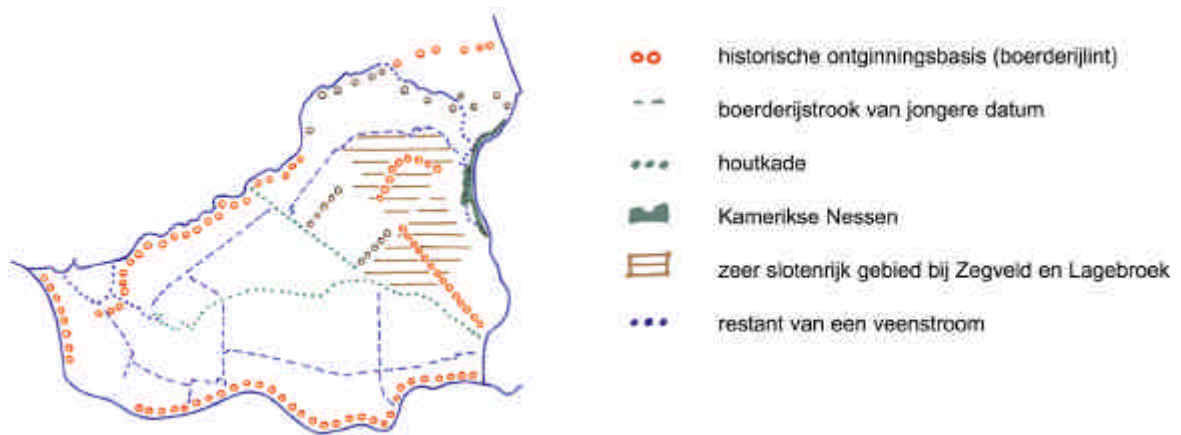 historische ontginningsbasis (boerderijlint)
boerderijstrook van jongere datum
houtkade
Kamerikse Nessen
zeer slotenrijk gebied bij Zegveld en Lagebroek
restant van een veenstroom